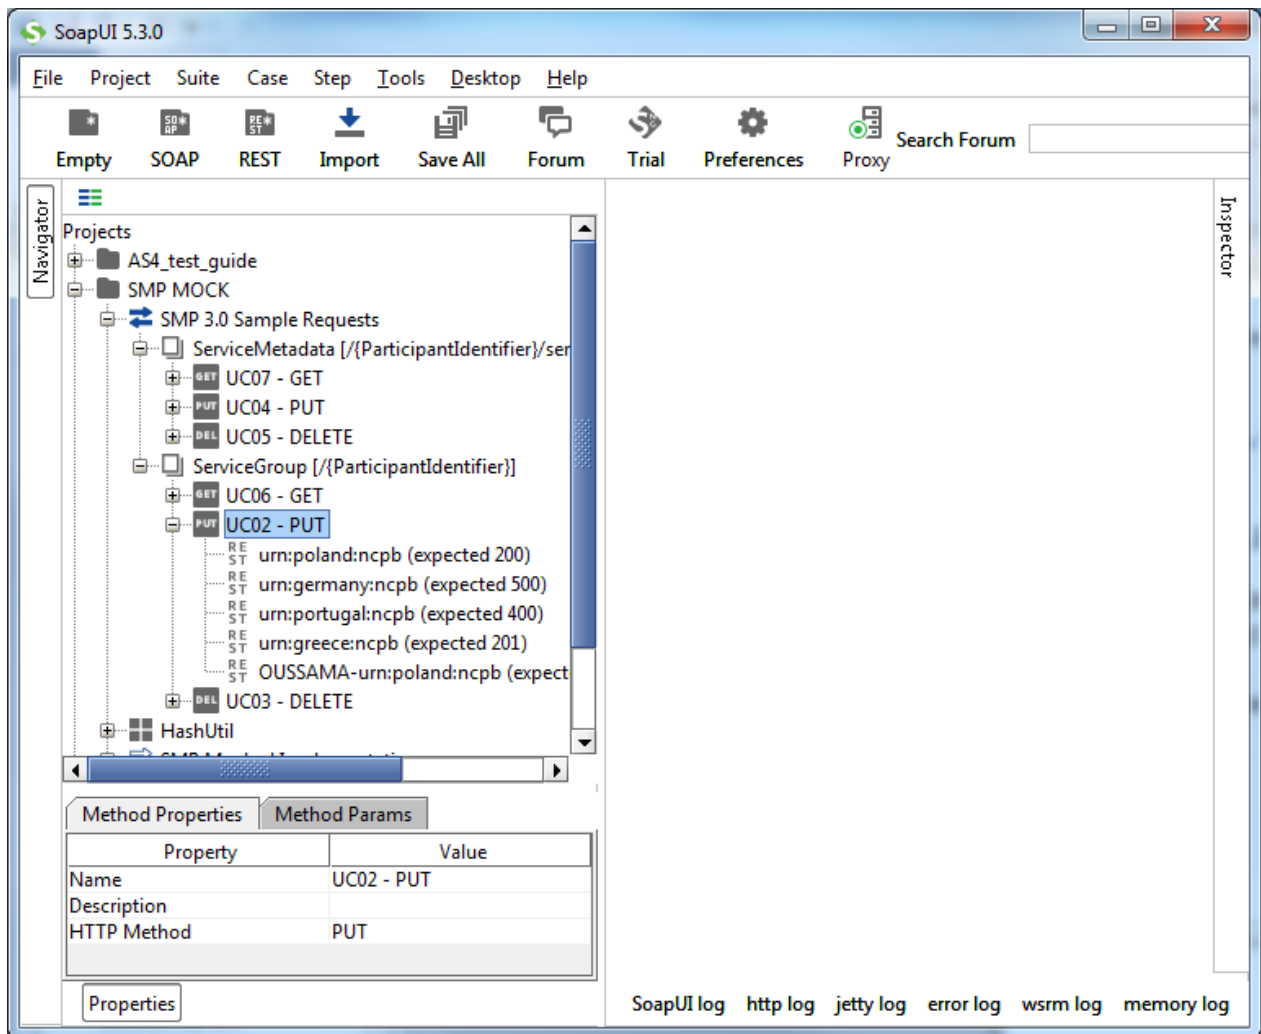 SoapUI 5.3.0
File Project Suite Case Step Tools Desktop Help
Empty SOAP REST Import Save All Forum Trial Preferences Proxy Search Forum
Navigator
Inspector
Projects
AS4_test_guide
SMP MOCK
SMP 3.0 Sample Requests
ServiceMetadata [/{ParticipantIdentifier}/ser
GET UC07 - GET
PUT UC04 - PUT
DEL UC05 - DELETE
ServiceGroup [/{ParticipantIdentifier}]
GET UC06 - GET
PUT UC02 - PUT
REST urn:poland:ncpb (expected 200)
REST urn:germany:ncpb (expected 500)
REST urn:portugal:ncpb (expected 400)
REST urn:greece:ncpb (expected 201)
REST OUSSAMA-urn:poland:ncpb (expect
DEL UC03 - DELETE
HashUtil
Method Properties Method Params
Property Value
Name UC02 - PUT
Description
HTTP Method PUT
Properties
SoapUI log http log jetty log error log wsrm log memory log